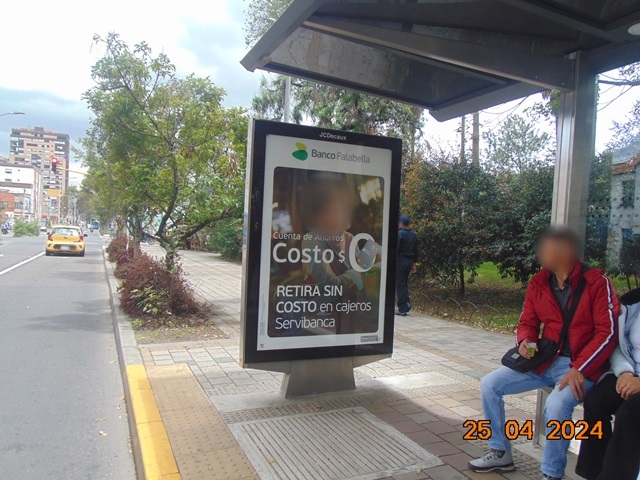 JCDecaux
Banco Falabella
Cuenta de Ahorros
Costo $0
RETIRA SIN
COSTO en cajeros
Servibanca
25 04 2024